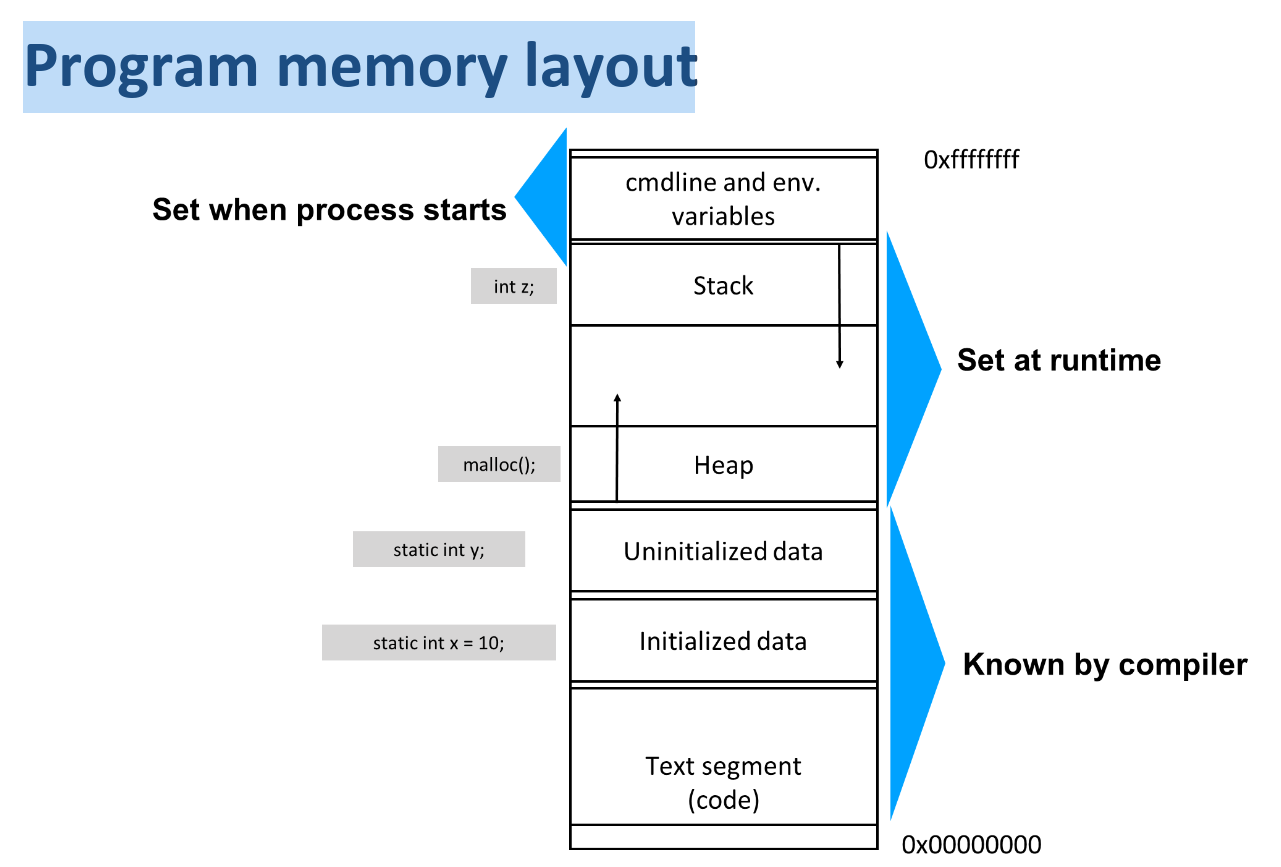 Program memory layout
0xffffffff
cmdline and env.
variables
Set when process starts
Stack
int z;
Set at runtime
Heap
malloc();
Uninitialized data
static int y;
Initialized data
static int x = 10;
Known by compiler
Text segment
(code)
0x00000000